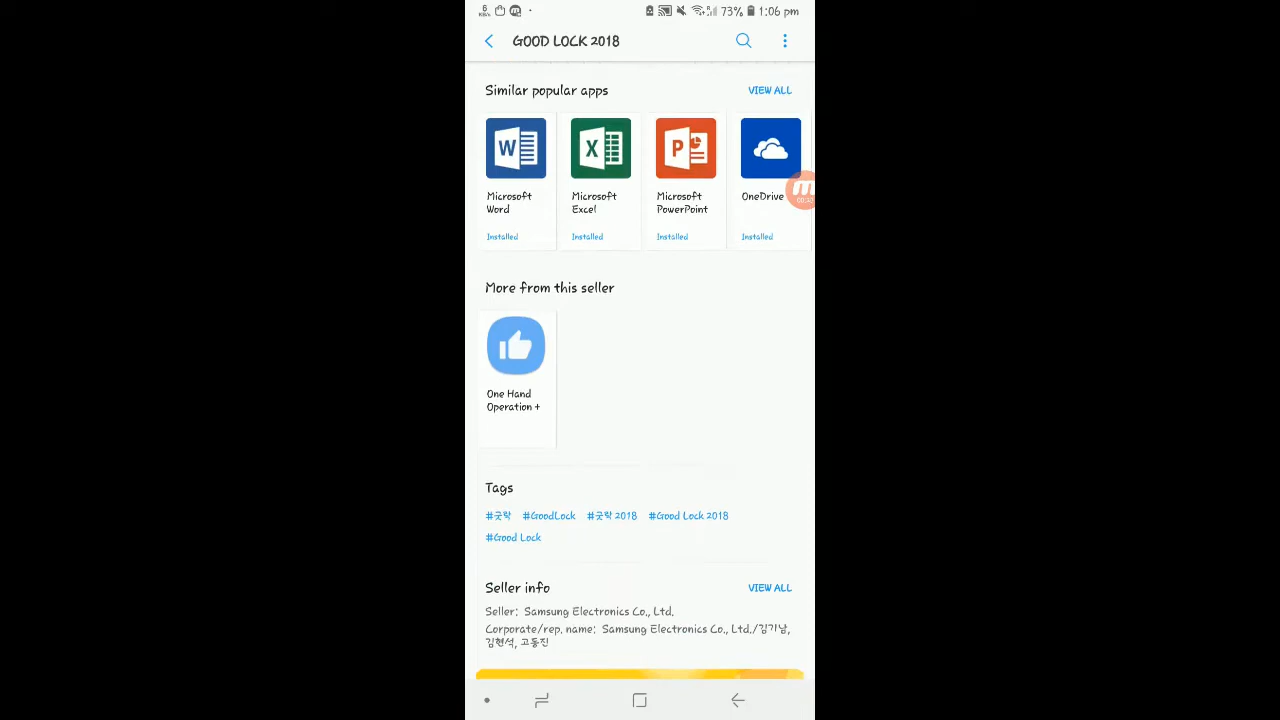 6
KB/s
73% 1:06 pm
GOOD LOCK 2018
Similar popular apps VIEW ALL
W X P
Microsoft Word
Microsoft Excel
Microsoft PowerPoint
OneDrive
Installed Installed Installed Installed
More from this seller
One Hand
Operation +
Tags
#굿락 #GoodLock #굿락 2018 #Good Lock 2018
#Good Lock
Seller info VIEW ALL
Seller: Samsung Electronics Co., Ltd.
Corporate/rep. name: Samsung Electronics Co., Ltd./김기남,
김현석, 고동진